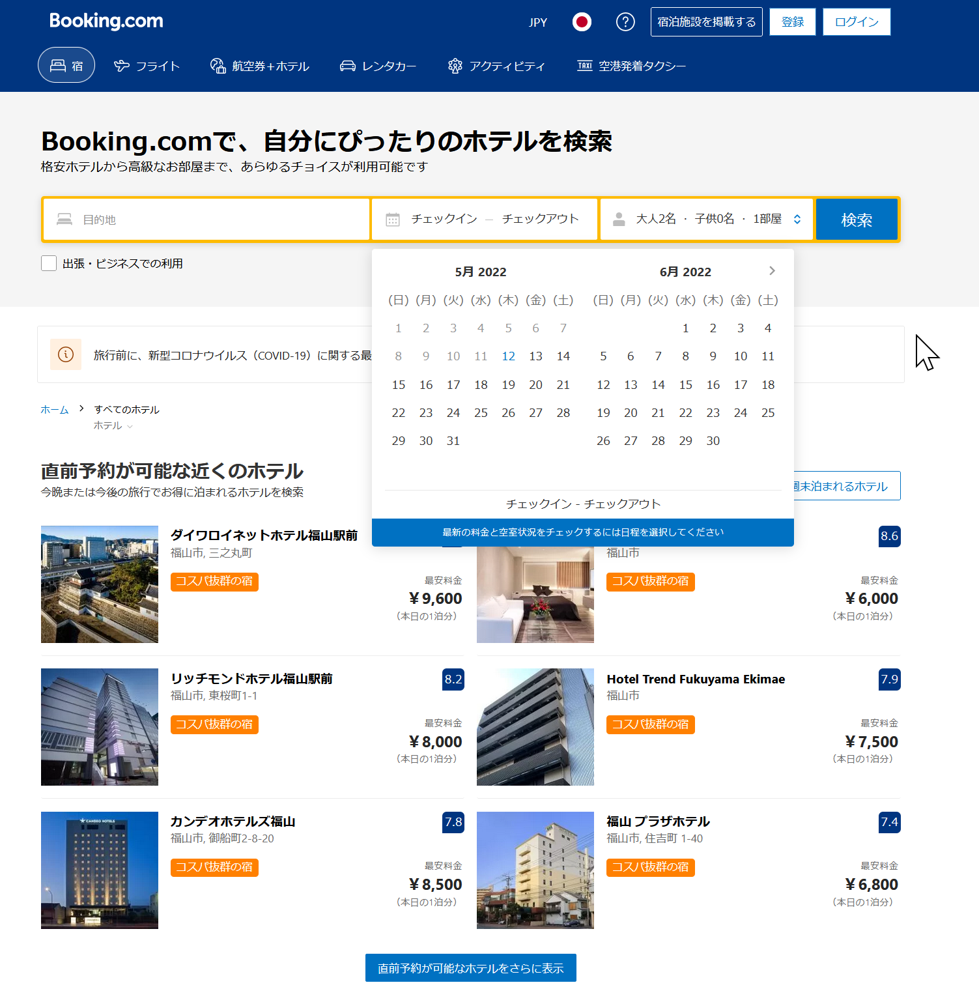 Booking.com
JPY
宿泊施設を掲載する
登録
ログイン
宿
フライト
航空券+ホテル
レンタカー
アクティビティ
TAXI 空港発着タクシー
Booking.comで、自分にぴったりのホテルを検索
格安ホテルから高級なお部屋まで、あらゆるチョイスが利用可能です
目的地
チェックイン — チェックアウト
大人2名 · 子供0名 · 1部屋
検索
出張・ビジネスでの利用
5月 2022
(日) (月) (火) (水) (木) (金) (土)
1 2 3 4 5 6 7
8 9 10 11 12 13 14
15 16 17 18 19 20 21
22 23 24 25 26 27 28
29 30 31
6月 2022
(日) (月) (火) (水) (木) (金) (土)
1 2 3 4
5 6 7 8 9 10 11
12 13 14 15 16 17 18
19 20 21 22 23 24 25
26 27 28 29 30
チェックイン - チェックアウト
最新の料金と空室状況をチェックするには日程を選択してください
旅行前に、新型コロナウイルス（COVID-19）に関する最
ホーム
すべてのホテル
ホテル
直前予約が可能な近くのホテル
今晩または今後の旅行でお得に泊まれるホテルを検索
週末泊まれるホテル
ダイワロイネットホテル福山駅前
福山市, 三之丸町
コスパ抜群の宿
最安料金
¥9,600
（本日の1泊分）
8.6
福山市
コスパ抜群の宿
最安料金
¥6,000
（本日の1泊分）
リッチモンドホテル福山駅前
8.2
福山市, 東桜町1-1
コスパ抜群の宿
最安料金
¥8,000
（本日の1泊分）
Hotel Trend Fukuyama Ekimae
7.9
福山市
コスパ抜群の宿
最安料金
¥7,500
（本日の1泊分）
CANDEO HOTELS
カンデオホテルズ福山
7.8
福山市, 御船町2-8-20
コスパ抜群の宿
最安料金
¥8,500
（本日の1泊分）
福山 プラザホテル
7.4
福山市, 住吉町 1-40
コスパ抜群の宿
最安料金
¥6,800
（本日の1泊分）
直前予約が可能なホテルをさらに表示